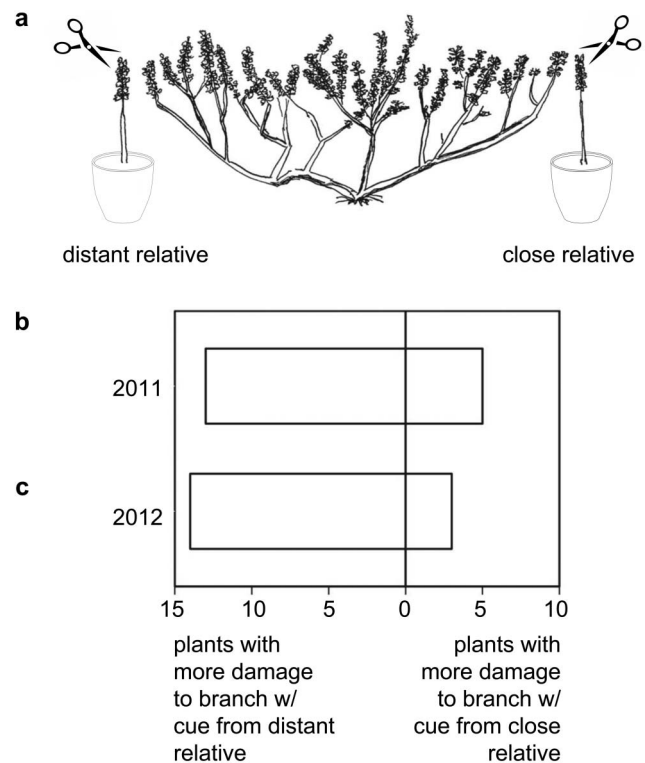 a
distant relative
close relative
b
2011
c
2012
15 10 5 0 5 10
plants with
more damage
to branch w/
cue from distant
relative
plants with
more damage
to branch w/
cue from close
relative